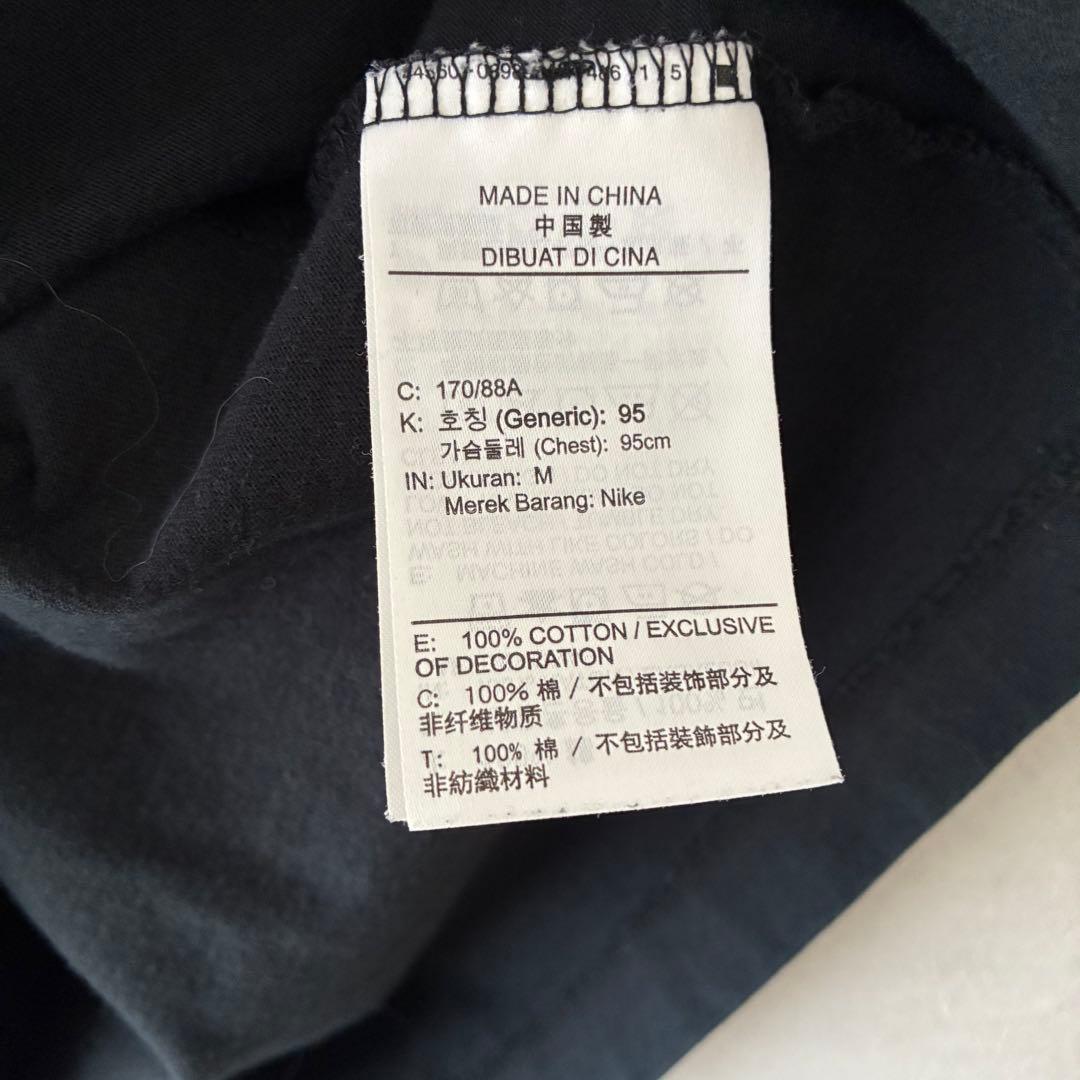 MADE IN CHINA
中国製
DIBUAT DI CINA
C: 170/88A
K: 호칭 (Generic): 95
가슴둘레 (Chest): 95cm
IN: Ukuran: M
Merek Barang: Nike
E: 100% COTTON / EXCLUSIVE
OF DECORATION
C: 100% 棉 / 不包括装饰部分及
非纤维物质
T: 100% 棉 / 不包括裝飾部分及
非紡織材料